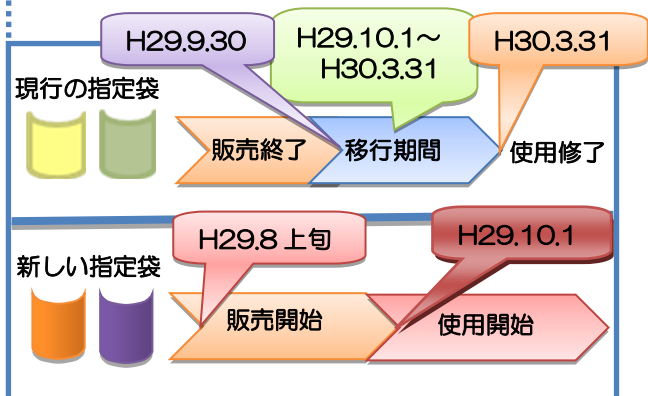 H29.9.30
H29.10.1~
H30.3.31
H30.3.31
現行の指定袋
販売終了
移行期間
使用修了
H29.8上旬
H29.10.1
新しい指定袋
販売開始
使用開始